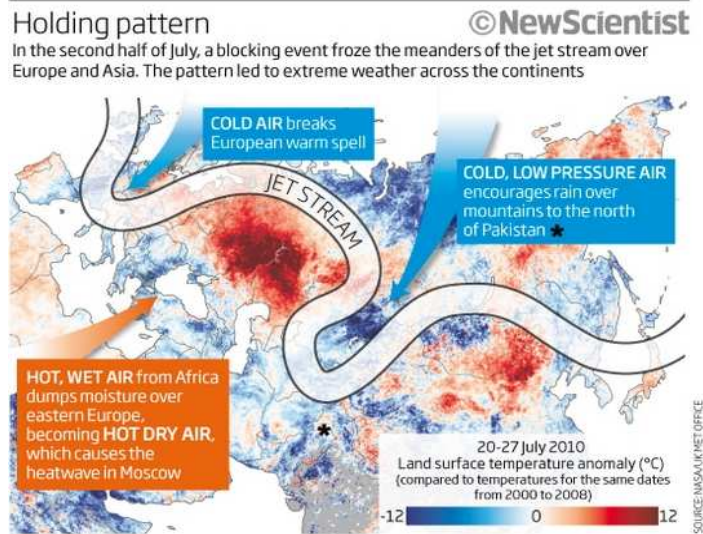 Holding pattern
©NewScientist
In the second half of July, a blocking event froze the meanders of the jet stream over
Europe and Asia. The pattern led to extreme weather across the continents
COLD AIR breaks
European warm spell
JET STREAM
COLD, LOW PRESSURE AIR
encourages rain over
mountains to the north
of Pakistan *
HOT, WET AIR from Africa
dumps moisture over
eastern Europe,
becoming HOT DRY AIR,
which causes the
heatwave in Moscow
*
20-27 July 2010
Land surface temperature anomaly (°C)
(compared to temperatures for the same dates
from 2000 to 2008)
-12 0 12
SOURCE: NASA/UK MET OFFICE